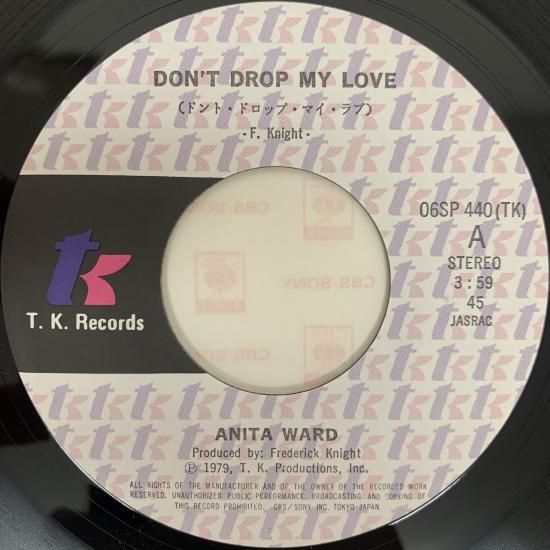 DON'T DROP MY LOVE
(ドント・ドロップ・マイ・ラブ)
- F. Knight -
06SP 440 (TK)
A
STEREO
3:59
45
JASRAC
tk
T. K. Records
CBS/SONY
ANITA WARD
Produced by: Frederick Knight
Ⓟ 1979, T. K. Productions, Inc.
ALL RIGHTS OF THE MANUFACTURER AND OF THE OWNER OF THE RECORDED WORK
RESERVED. UNAUTHORIZED PUBLIC PERFORMANCE, BROADCASTING AND COPYING OF
THIS RECORD PROHIBITED. CBS/SONY INC. TOKYO JAPAN.